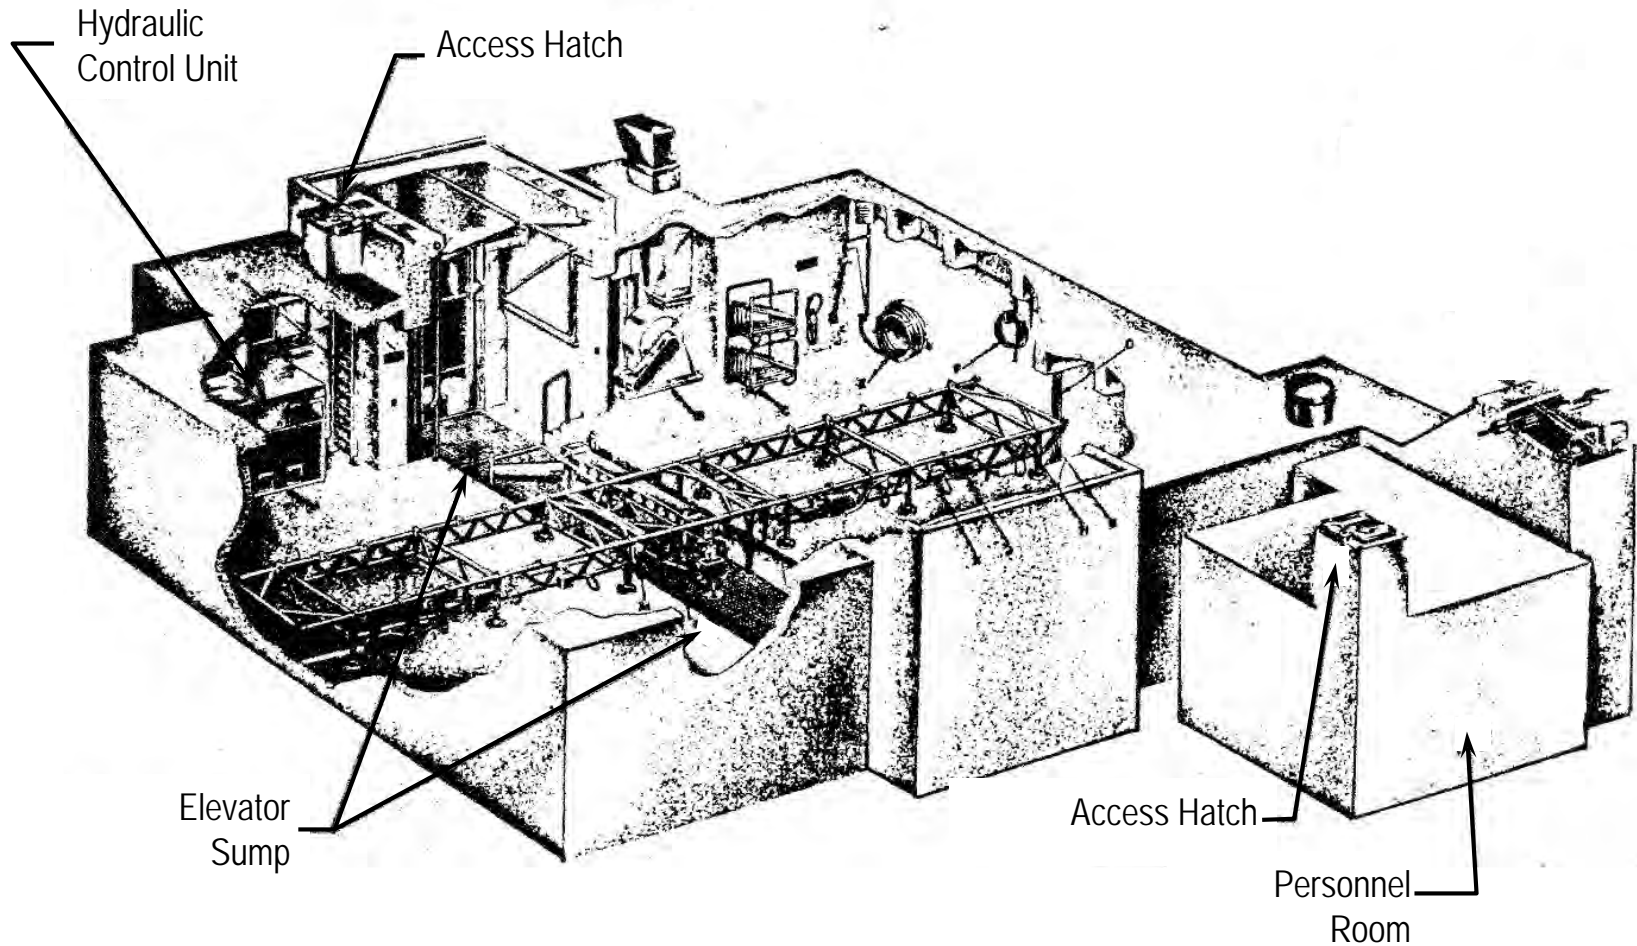 Hydraulic
Control Unit
Access Hatch
Elevator
Sump
Access Hatch
Personnel
Room